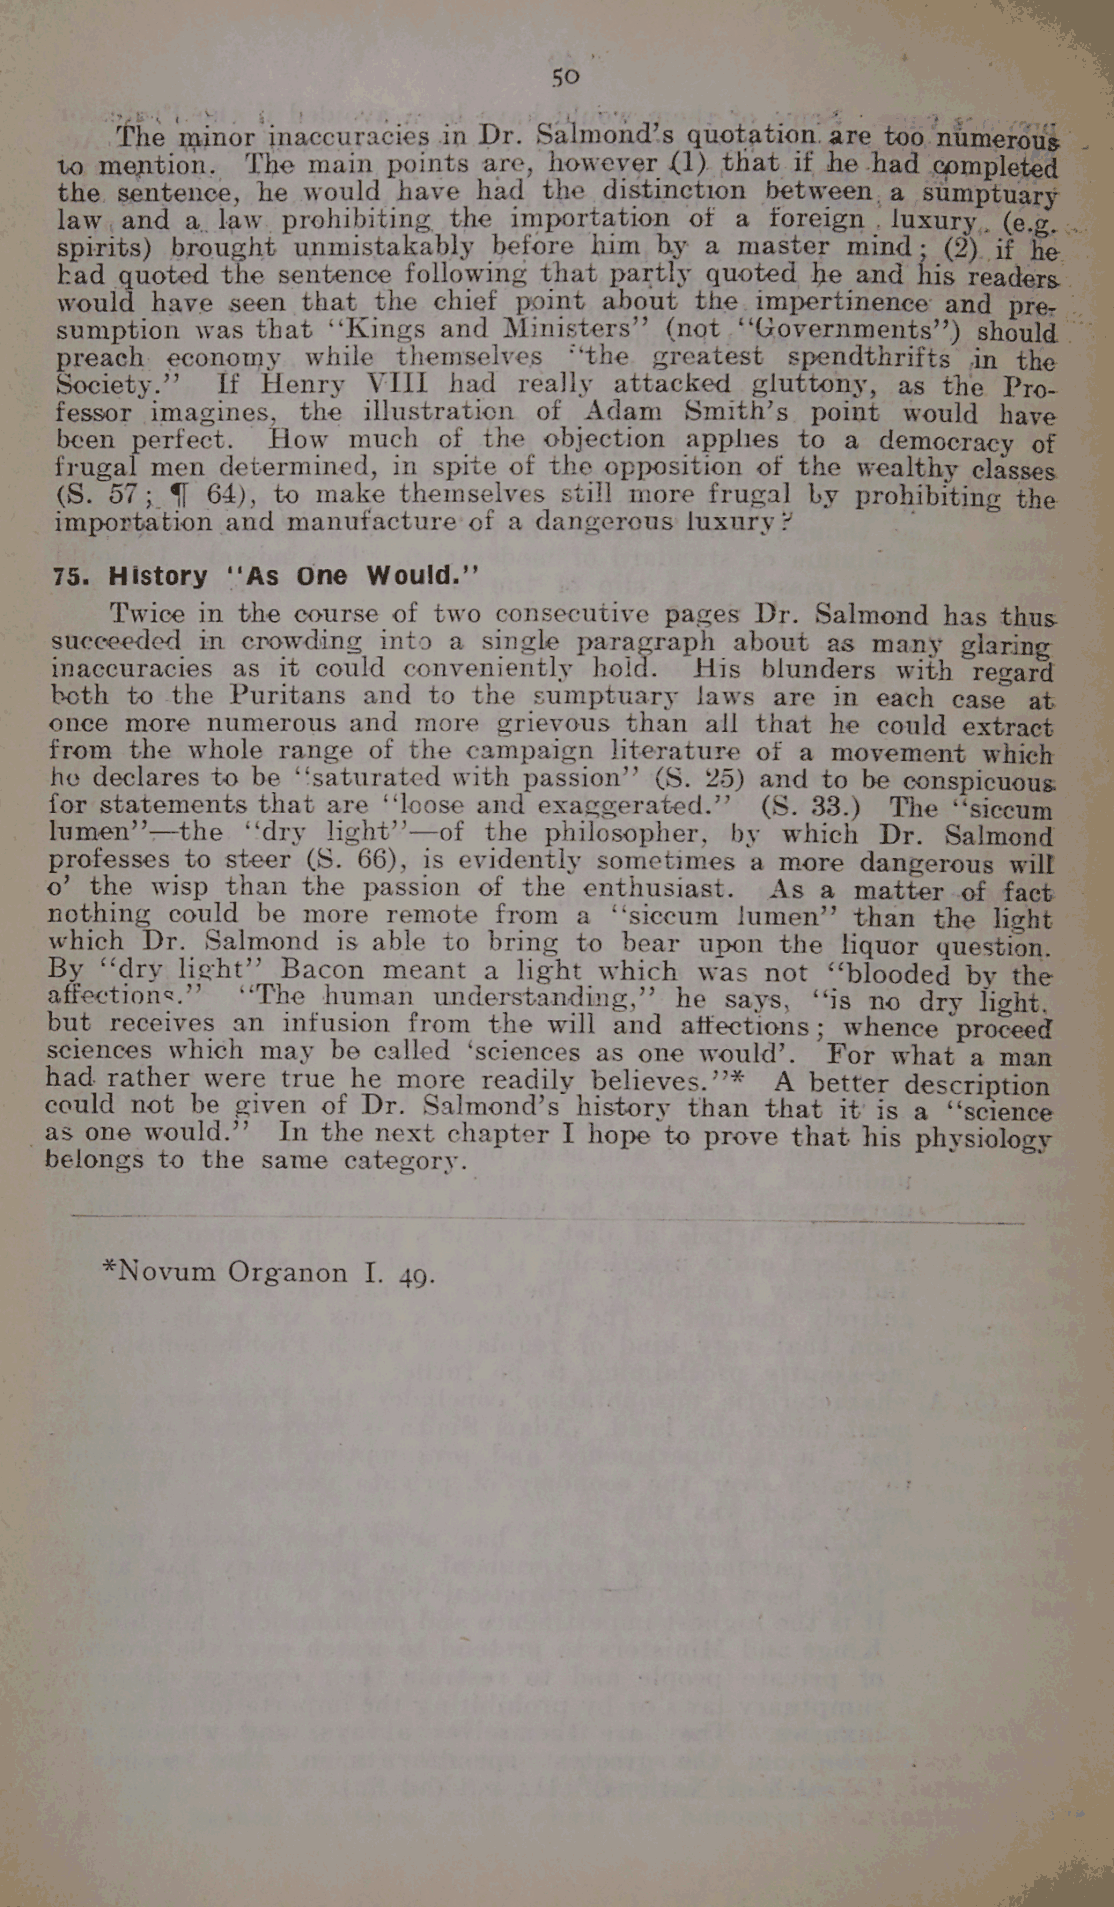 50
The minor inaccuracies in Dr. Salmond's quotation are too numerous
to mention. The main points are, however (1) that if he had completed
the sentence, he would have had the distinction between a sumptuary
law and a law prohibiting the importation of a foreign luxury, (e.g.
spirits) brought unmistakably before him by a master mind; (2) if he
had quoted the sentence following that partly quoted he and his readers
would have seen that the chief point about the impertinence and pre-
sumption was that "Kings and Ministers" (not "Governments") should
preach economy while themselves "the greatest spendthrifts in the
Society." If Henry VIII had really attacked gluttony, as the Pro-
fessor imagines, the illustration of Adam Smith's point would have
been perfect. How much of the objection applies to a democracy of
frugal men determined, in spite of the opposition of the wealthy classes
(S. 57; ¶ 64), to make themselves still more frugal by prohibiting the
importation and manufacture of a dangerous luxury?
75. History "As One Would."
Twice in the course of two consecutive pages Dr. Salmond has thus
succeeded in crowding into a single paragraph about as many glaring
inaccuracies as it could conveniently hold. His blunders with regard
both to the Puritans and to the sumptuary laws are in each case at
once more numerous and more grievous than all that he could extract
from the whole range of the campaign literature of a movement which
he declares to be "saturated with passion" (S. 25) and to be conspicuous
for statements that are "loose and exaggerated." (S. 33.) The "siccum
lumen"—the "dry light"—of the philosopher, by which Dr. Salmond
professes to steer (S. 66), is evidently sometimes a more dangerous will
o' the wisp than the passion of the enthusiast. As a matter of fact
nothing could be more remote from a "siccum lumen" than the light
which Dr. Salmond is able to bring to bear upon the liquor question.
By "dry light" Bacon meant a light which was not "blooded by the
affections." "The human understanding," he says, "is no dry light,
but receives an infusion from the will and affections; whence proceed
sciences which may be called 'sciences as one would'. For what a man
had rather were true he more readily believes."* A better description
could not be given of Dr. Salmond's history than that it is a "science
as one would." In the next chapter I hope to prove that his physiology
belongs to the same category.
*Novum Organon I. 49.